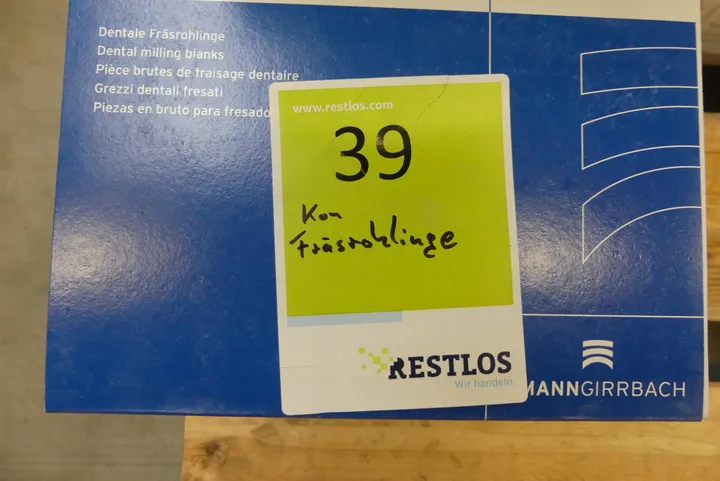 Dentale Fräsrohlinge
Dental milling blanks
Pièce brutes de fraisage dentaire
Grezzi dentali fresati
Piezas en bruto para fresado
www.restlos.com
39
Kon
Fräsrohlinge
RESTLOS
Wir handeln.
MANNGIRRBACH